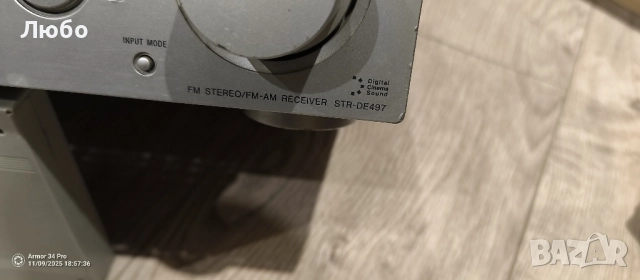 Любо
INPUT MODE
Digital
Cinema
Sound
FM STEREO/FM-AM RECEIVER STR-DE497
Armor 34 Pro
11/09/2025 18:57:36
BAZAR